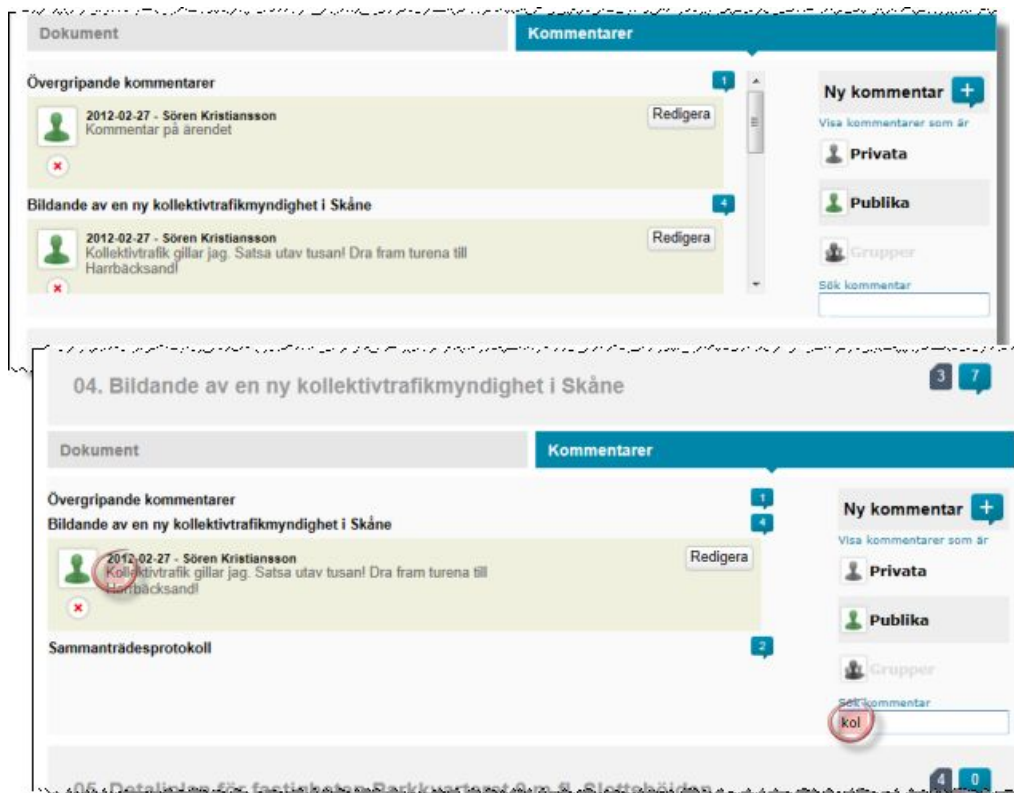 Dokument
Kommentarer
Övergripande kommentarer
1
2012-02-27 - Sören Kristiansson
Kommentar på ärendet
Redigera
Bildande av en ny kollektivtrafikmyndighet i Skåne
4
2012-02-27 - Sören Kristiansson
Kollektivtrafik gillar jag. Satsa utav tusan! Dra fram turena till
Harrbäcksand!
Redigera
Ny kommentar +
Visa kommentarer som är
Privata
Publika
Grupper
Sök kommentar
04. Bildande av en ny kollektivtrafikmyndighet i Skåne
3 7
Dokument
Kommentarer
Övergripande kommentarer
1
Bildande av en ny kollektivtrafikmyndighet i Skåne
4
2012-02-27 - Sören Kristiansson
Kollektivtrafik gillar jag. Satsa utav tusan! Dra fram turena till
Harrbäcksand!
Redigera
Sammanträdesprotokoll
2
Ny kommentar +
Visa kommentarer som är
Privata
Publika
Grupper
Sök kommentar
kol
05. Detaljplan för fastigheten Parkkvarteret
4 0